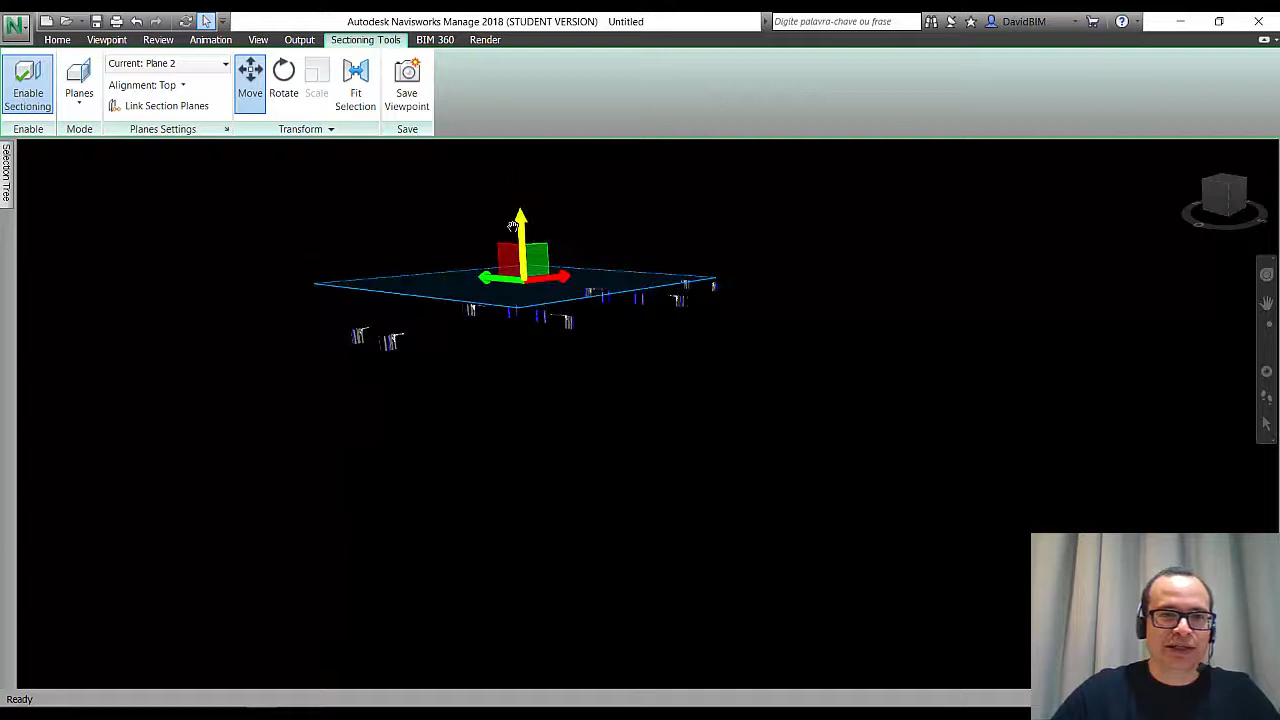 N
Autodesk Navisworks Manage 2018 (STUDENT VERSION) Untitled
Digite palavra-chave ou frase
DavidBIM
Home Viewpoint Review Animation View Output Sectioning Tools BIM 360 Render
Enable Sectioning
Planes
Current: Plane 2
Alignment: Top
Link Section Planes
Move
Rotate
Scale
Fit Selection
Save Viewpoint
Enable Mode Planes Settings Transform Save
Selection Tree
Ready